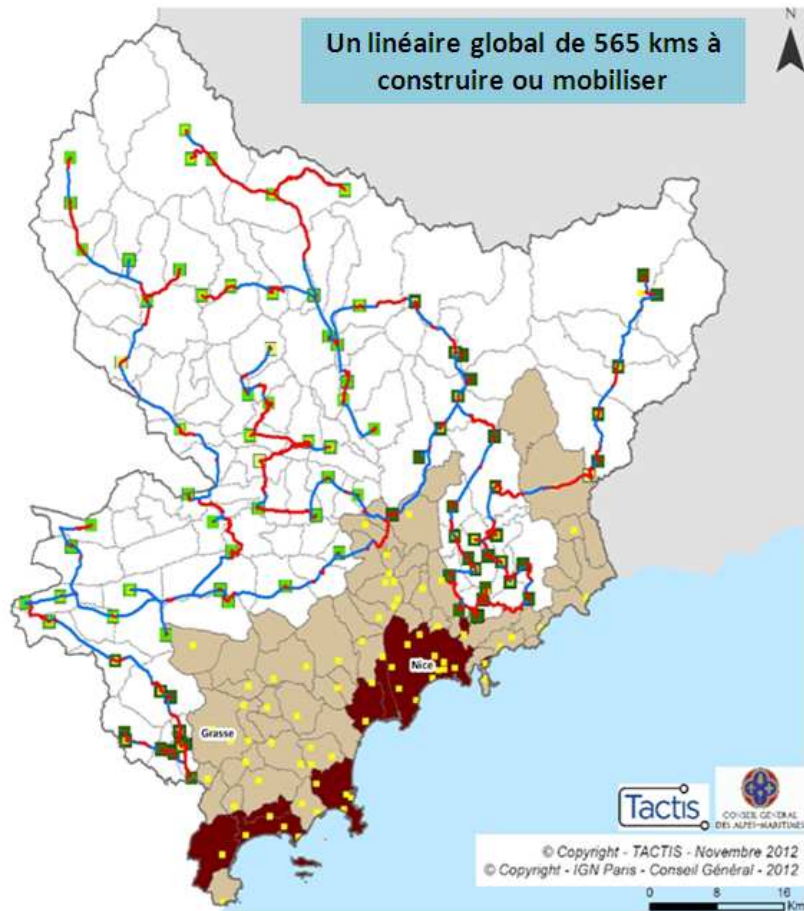 Un linéaire global de 565 kms à
construire ou mobiliser
N
Nice
Grasse
Tactis
CONSEIL GENERAL
DES ALPES-MARITIMES
© Copyright - TACTIS - Novembre 2012
© Copyright - IGN Paris - Conseil Général - 2012
0 8 16
Km